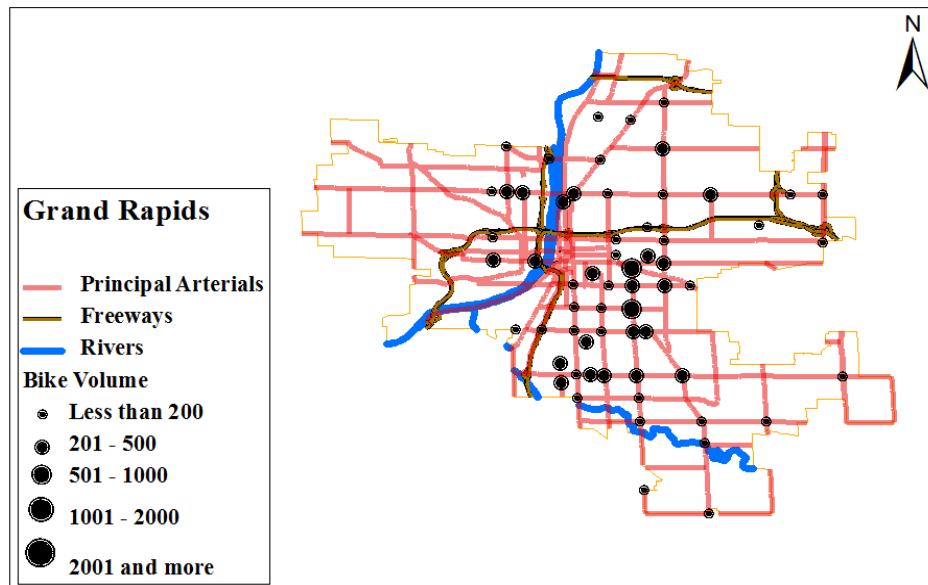 N
Grand Rapids
Principal Arterials
Freeways
Rivers
Bike Volume
Less than 200
201 - 500
501 - 1000
1001 - 2000
2001 and more